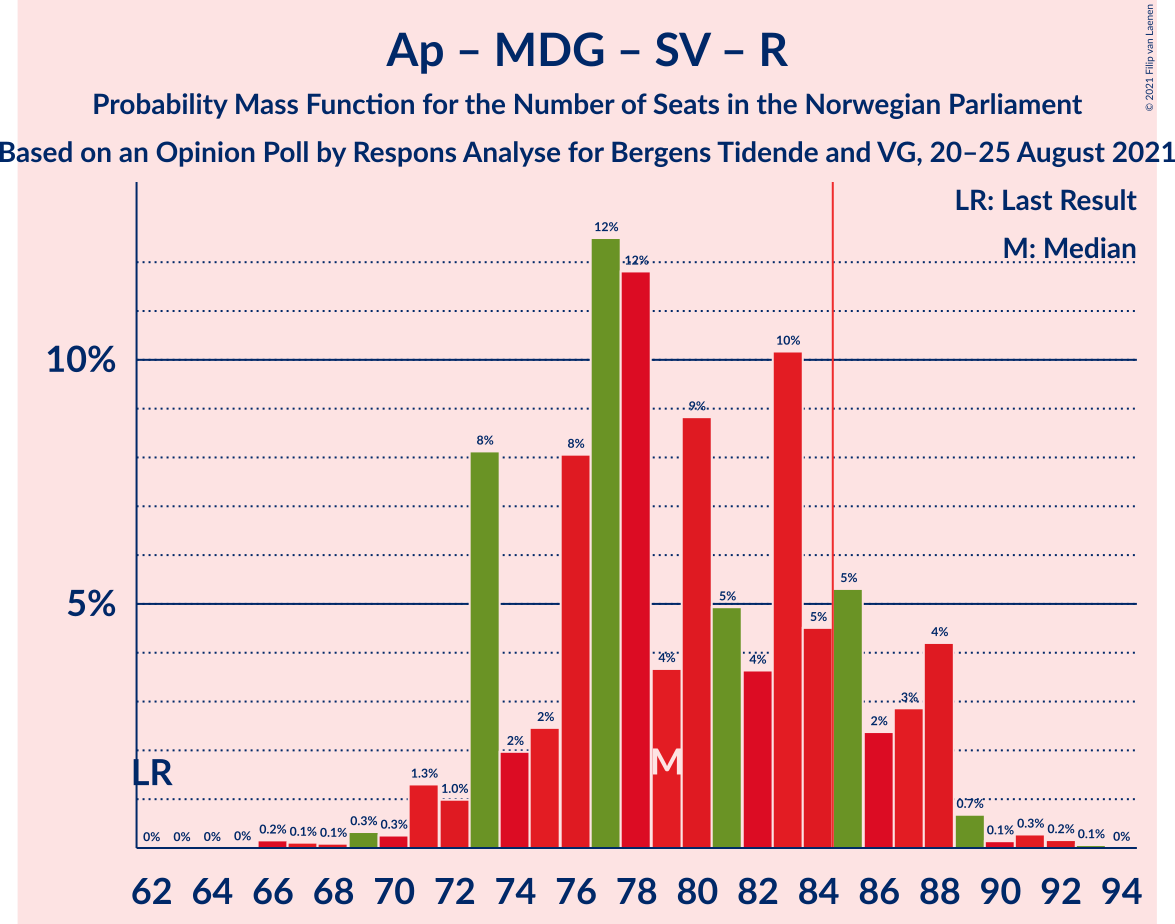 Ap – MDG – SV – R
© 2021 Filip van Laenen
Probability Mass Function for the Number of Seats in the Norwegian Parliament
Based on an Opinion Poll by Respons Analyse for Bergens Tidende and VG, 20–25 August 2021
LR: Last Result
M: Median
12%
12%
10%
10%
9%
8%
8%
5%
5%
5%
5%
4%
4%
4%
3%
2%
2%
2%
M
LR
1.3%
1.0%
0.7%
0% 0% 0% 0% 0.2% 0.1% 0.1% 0.3% 0.3% 0.1% 0.3% 0.2% 0.1% 0%
62 64 66 68 70 72 74 76 78 80 82 84 86 88 90 92 94